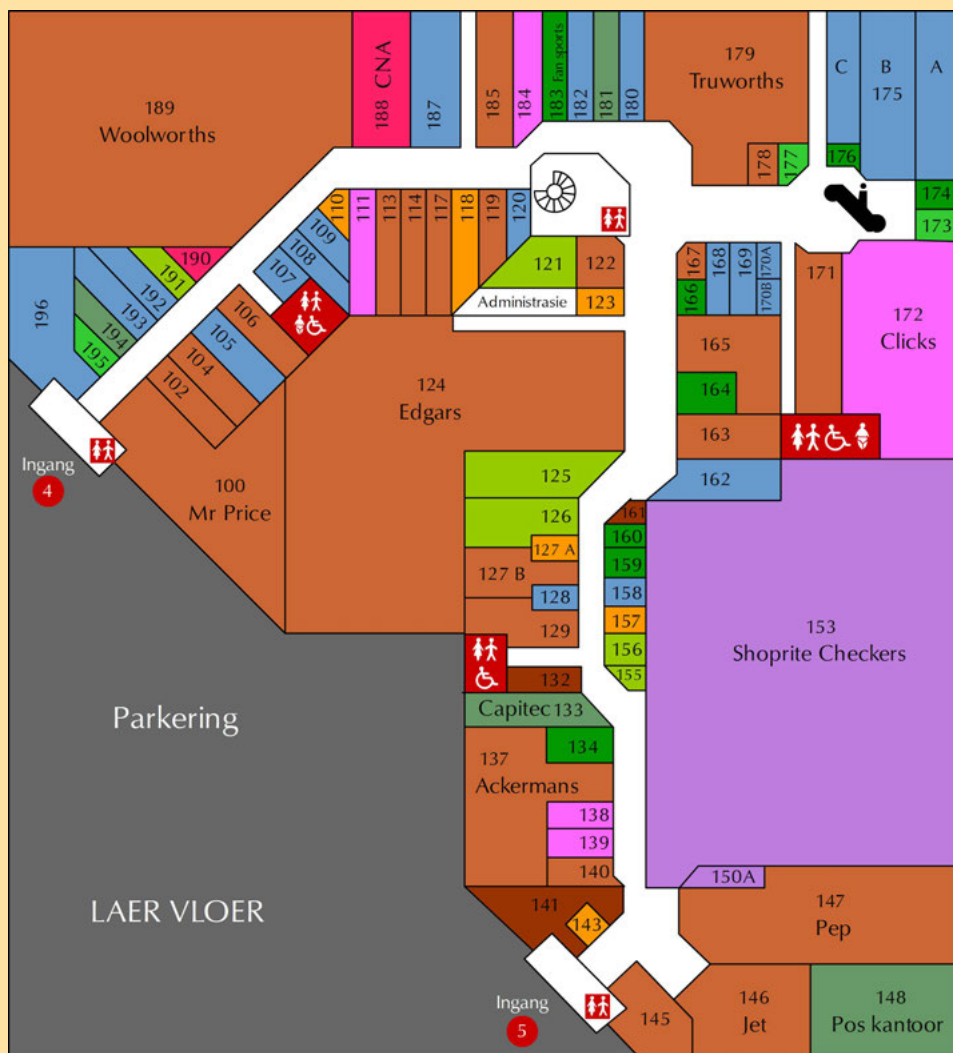 189
Woolworths
188 CNA
187
185
184
183 Fan sports
182
181
180
179
Truworths
178
177
C
B
A
175
176
174
173
190
191
192
193
194
195
196
110
111
113
114
117
118
119
120
109
108
107
106
105
104
102
121
122
Administrasie
123
167
166
168
169
170A
170B
171
172
Clicks
165
164
163
162
124
Edgars
100
Mr Price
Ingang
4
125
126
127 A
127 B
128
129
132
Capitec 133
134
137
Ackermans
138
139
140
141
143
161
160
159
158
157
156
155
153
Shoprite Checkers
150A
147
Pep
146
Jet
145
148
Pos kantoor
Parkering
LAER VLOER
Ingang
5